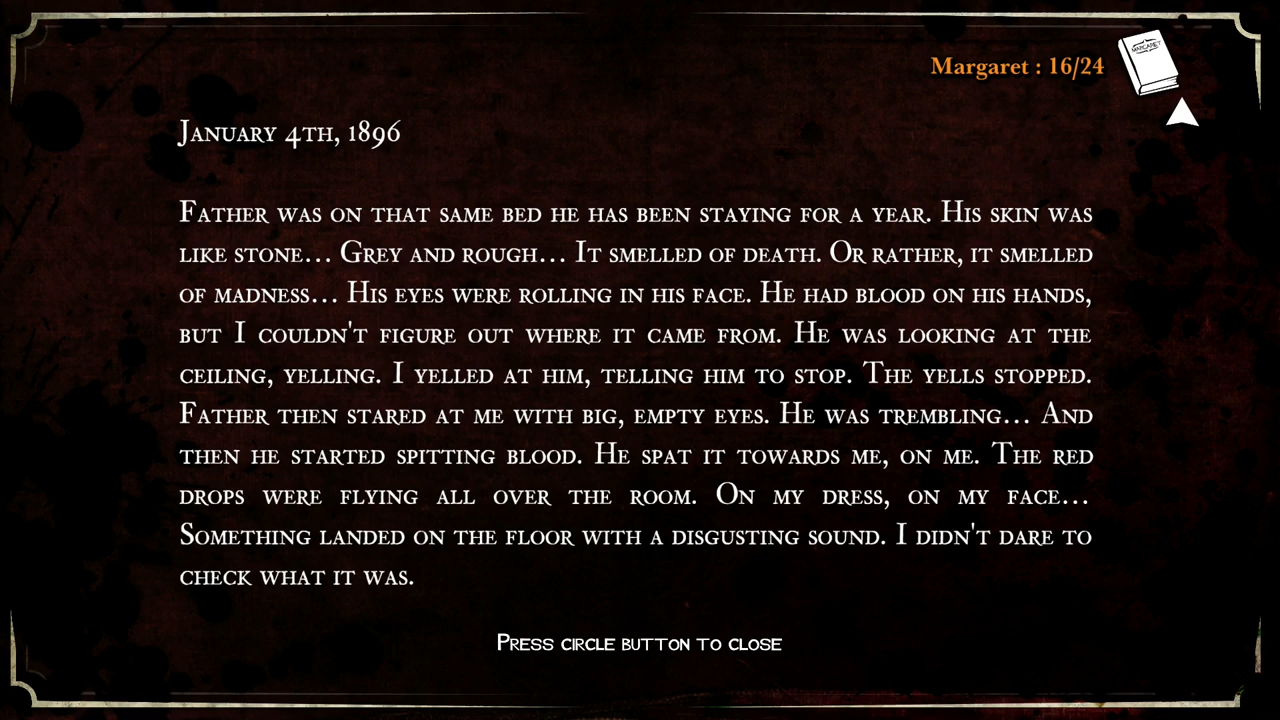 Margaret : 16/24
MARGARET
January 4th, 1896
Father was on that same bed he has been staying for a year. His skin was
like stone... Grey and rough... It smelled of death. Or rather, it smelled
of madness... His eyes were rolling in his face. He had blood on his hands,
but I couldn't figure out where it came from. He was looking at the
ceiling, yelling. I yelled at him, telling him to stop. The yells stopped.
Father then stared at me with big, empty eyes. He was trembling... And
then he started spitting blood. He spat it towards me, on me. The red
drops were flying all over the room. On my dress, on my face...
Something landed on the floor with a disgusting sound. I didn't dare to
check what it was.
Press circle button to close